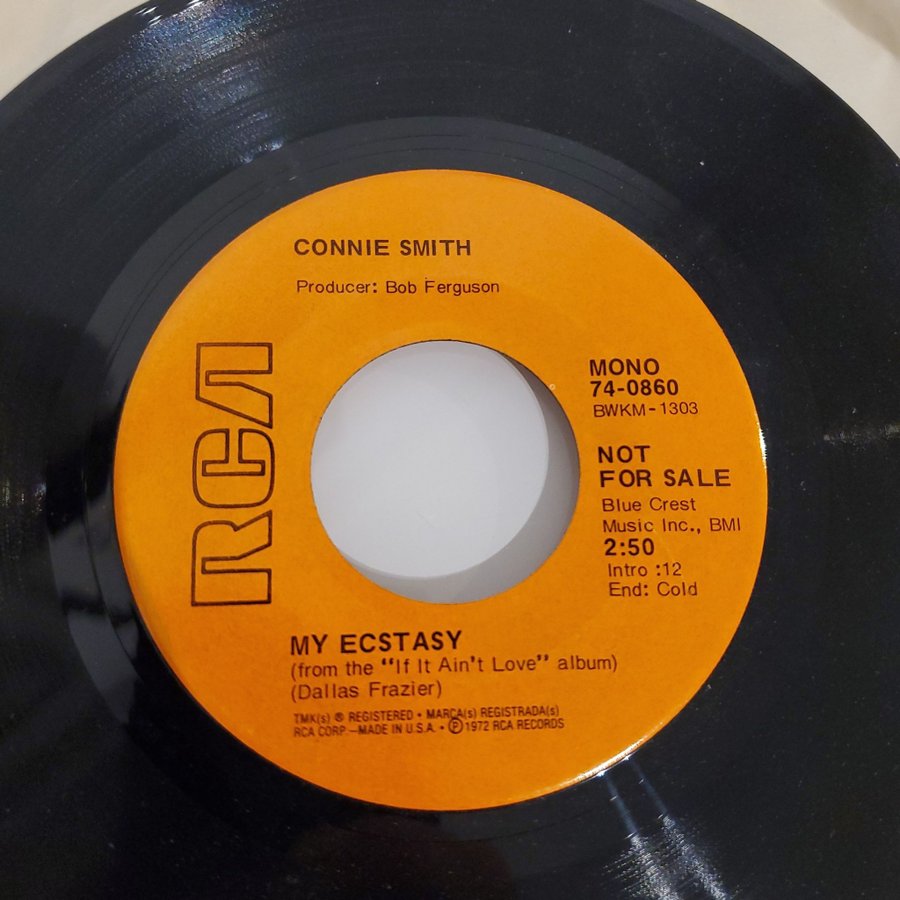 CONNIE SMITH
Producer: Bob Ferguson
RCA
MONO
74-0860
BWKM-1303
NOT
FOR SALE
Blue Crest
Music Inc., BMI
2:50
Intro :12
End: Cold
MY ECSTASY
(from the "If It Ain't Love" album)
(Dallas Frazier)
TMK(s) ® REGISTERED • MARCA(s) REGISTRADA(s)
RCA CORP.—MADE IN U.S.A. • ℗ 1972 RCA RECORDS